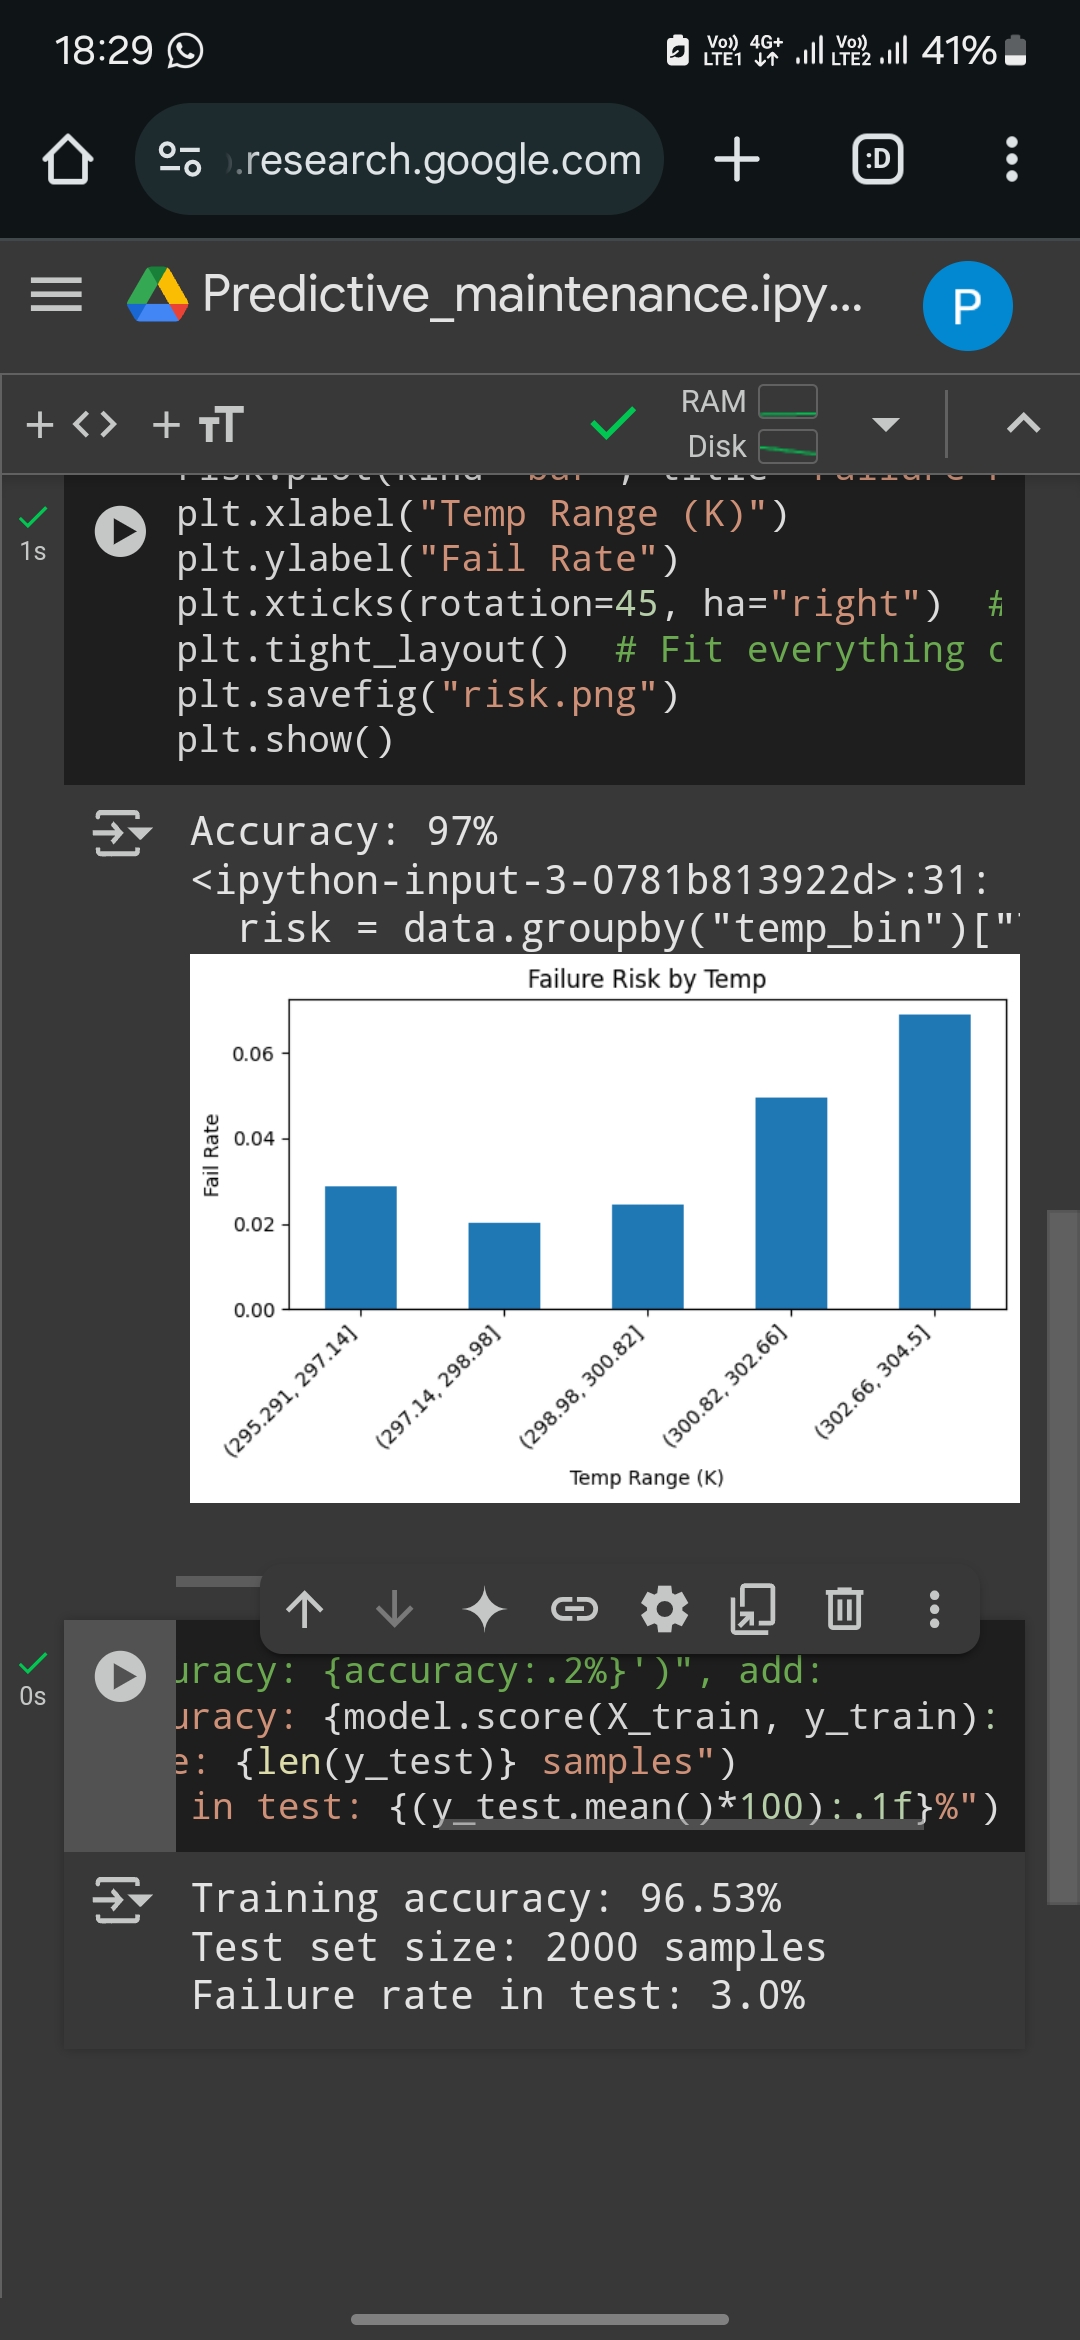 18:29
Vo)) LTE1 4G+ Vo)) LTE2 41%
.research.google.com
:D
Predictive_maintenance.ipy...
P
+ <> + TT
RAM
Disk
1s
plt.xlabel("Temp Range (K)")
plt.ylabel("Fail Rate")
plt.xticks(rotation=45, ha="right") #
plt.tight_layout() # Fit everything
plt.savefig("risk.png")
plt.show()
Accuracy: 97%
<ipython-input-3-0781b813922d>:31:
risk = data.groupby("temp_bin")["
Failure Risk by Temp
0.06
0.04
0.02
0.00
Fail Rate
(295.291, 297.14]
(297.14, 298.98]
(298.98, 300.82]
(300.82, 302.66]
(302.66, 304.5]
Temp Range (K)
0s
uracy: {accuracy:.2%}')", add:
uracy: {model.score(X_train, y_train):
e: {len(y_test)} samples")
in test: {(y_test.mean()*100):.1f}%")
Training accuracy: 96.53%
Test set size: 2000 samples
Failure rate in test: 3.0%